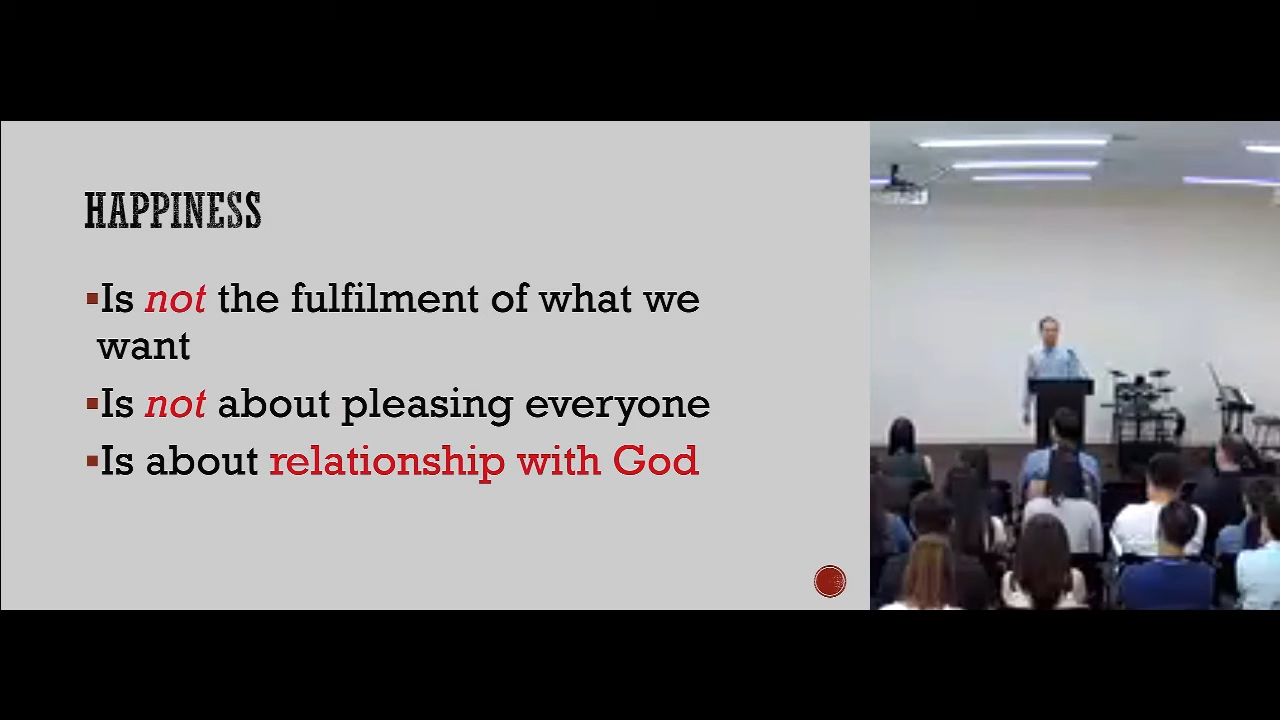 HAPPINESS
▪Is not the fulfilment of what we
want
▪Is not about pleasing everyone
▪Is about relationship with God